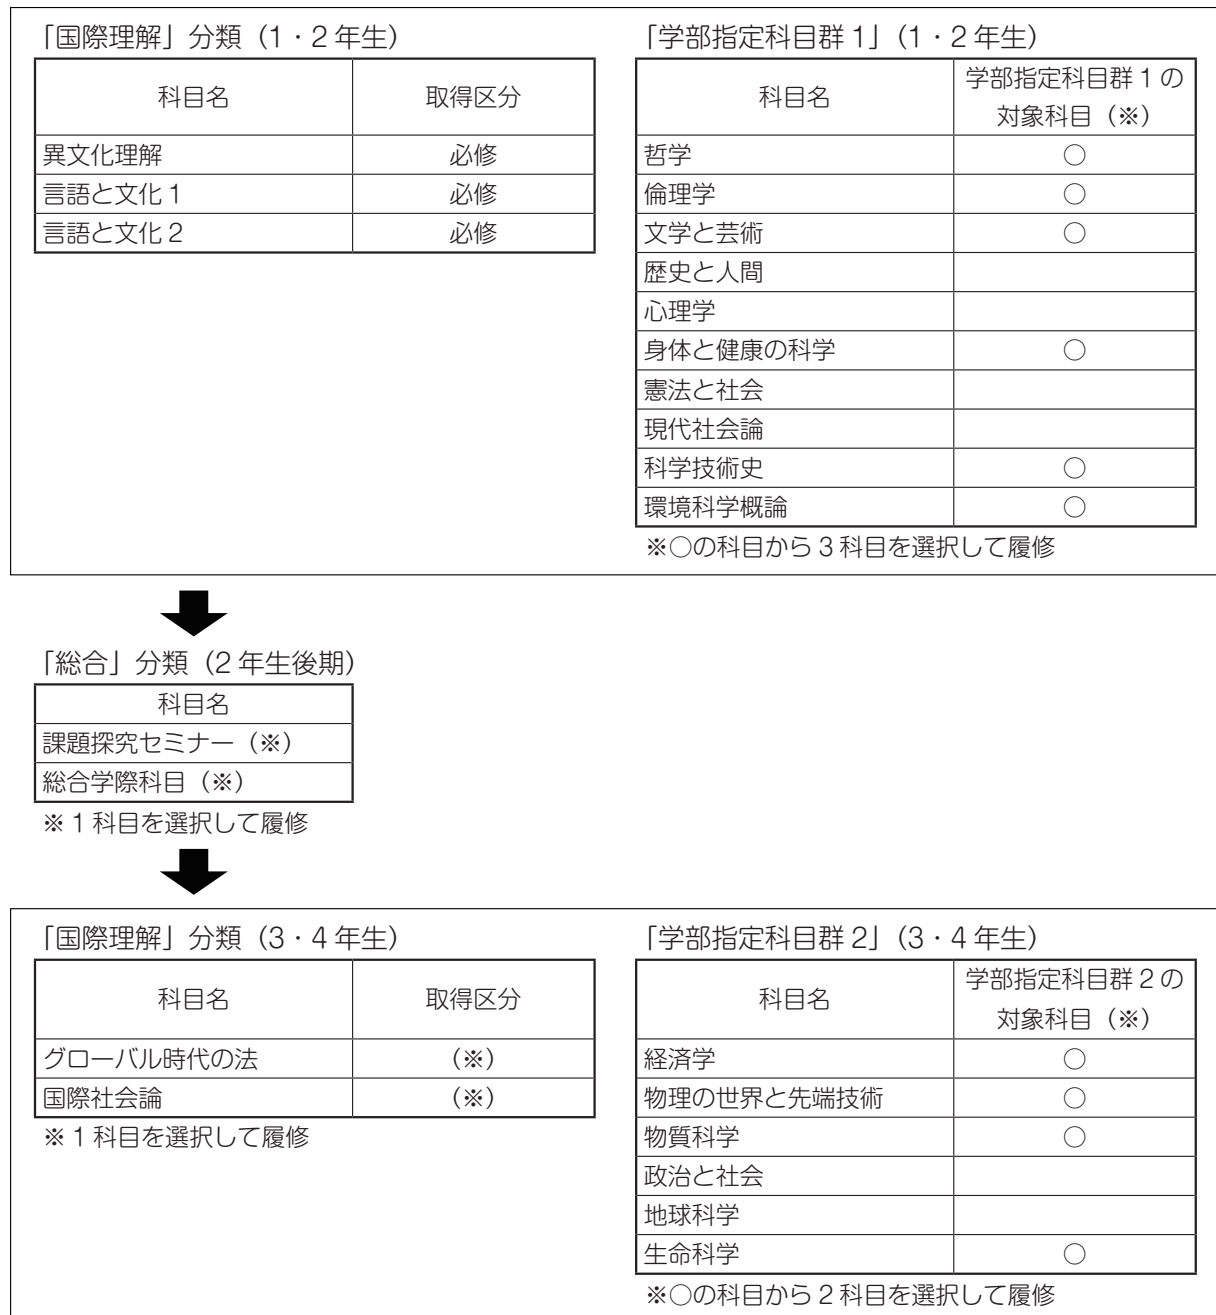 「国際理解」分類（1・2年生）
科目名 取得区分
異文化理解 必修
言語と文化1 必修
言語と文化2 必修
「学部指定科目群1」（1・2年生）
科目名 学部指定科目群1の
対象科目（※）
哲学 ○
倫理学 ○
文学と芸術 ○
歴史と人間
心理学
身体と健康の科学 ○
憲法と社会
現代社会論
科学技術史 ○
環境科学概論 ○
※○の科目から3科目を選択して履修
「総合」分類（2年生後期）
科目名
課題探究セミナー（※）
総合学際科目（※）
※1科目を選択して履修
「国際理解」分類（3・4年生）
科目名 取得区分
グローバル時代の法 （※）
国際社会論 （※）
※1科目を選択して履修
「学部指定科目群2」（3・4年生）
科目名 学部指定科目群2の
対象科目（※）
経済学 ○
物理の世界と先端技術 ○
物質科学 ○
政治と社会
地球科学
生命科学 ○
※○の科目から2科目を選択して履修